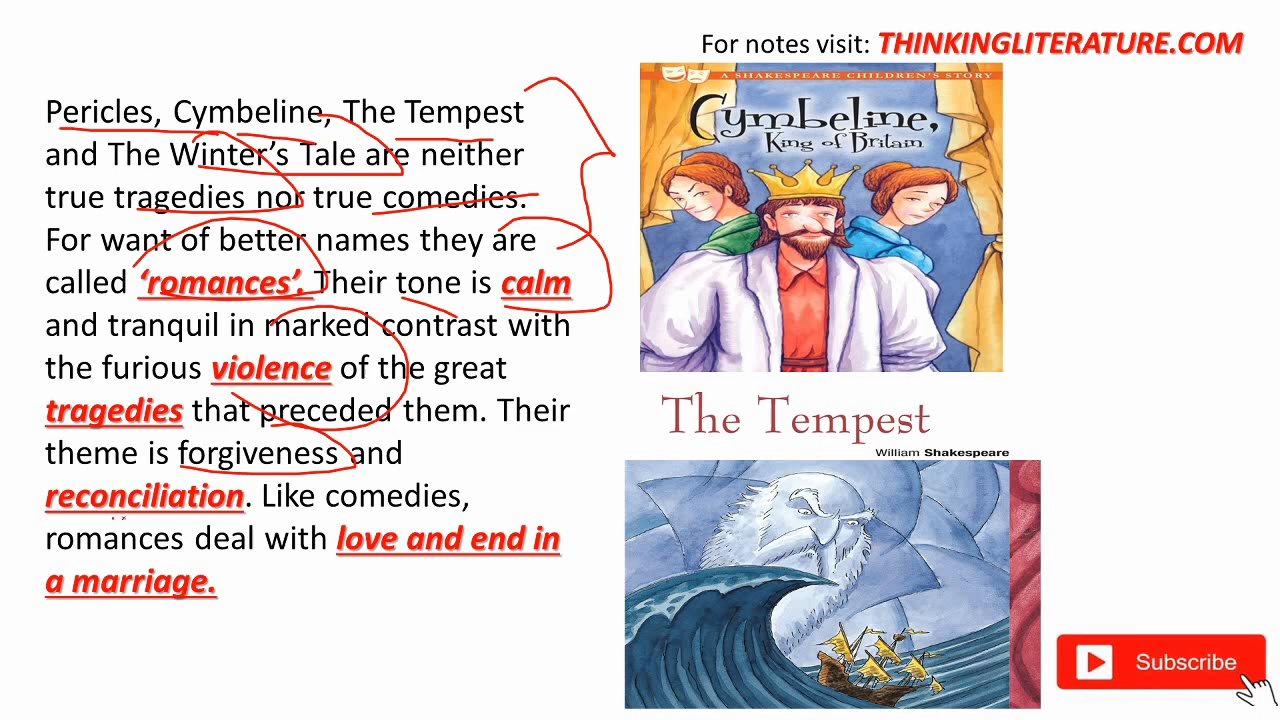 For notes visit: THINKINGLITERATURE.COM
Pericles, Cymbeline, The Tempest
and The Winter's Tale are neither
true tragedies nor true comedies.
For want of better names they are
called ‘romances’. Their tone is calm
and tranquil in marked contrast with
the furious violence of the great
tragedies that preceded them. Their
theme is forgiveness and
reconciliation. Like comedies,
romances deal with love and end in
a marriage.
A SHAKESPEARE CHILDREN'S STORY
Cymbeline,
King of Britain
The Tempest
William Shakespeare
Subscribe